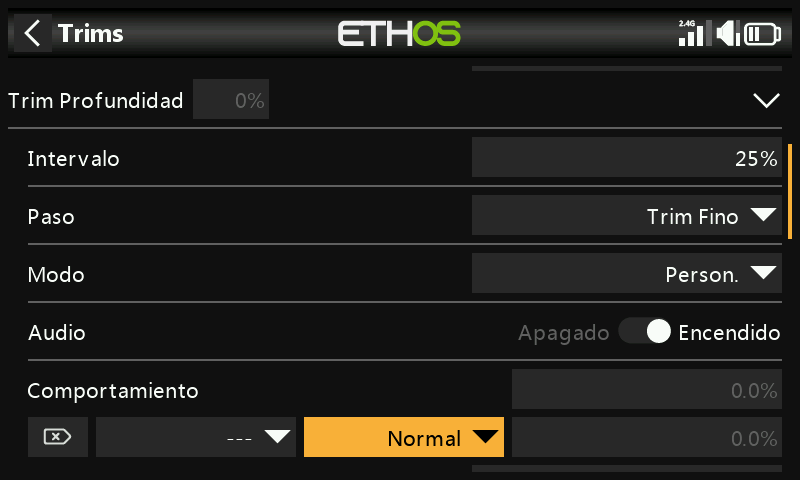 Trims
ETHOS
2.4G
Trim Profundidad 0%
Intervalo 25%
Paso Trim Fino
Modo Person.
Audio Apagado Encendido
Comportamiento 0.0%
--- Normal 0.0%